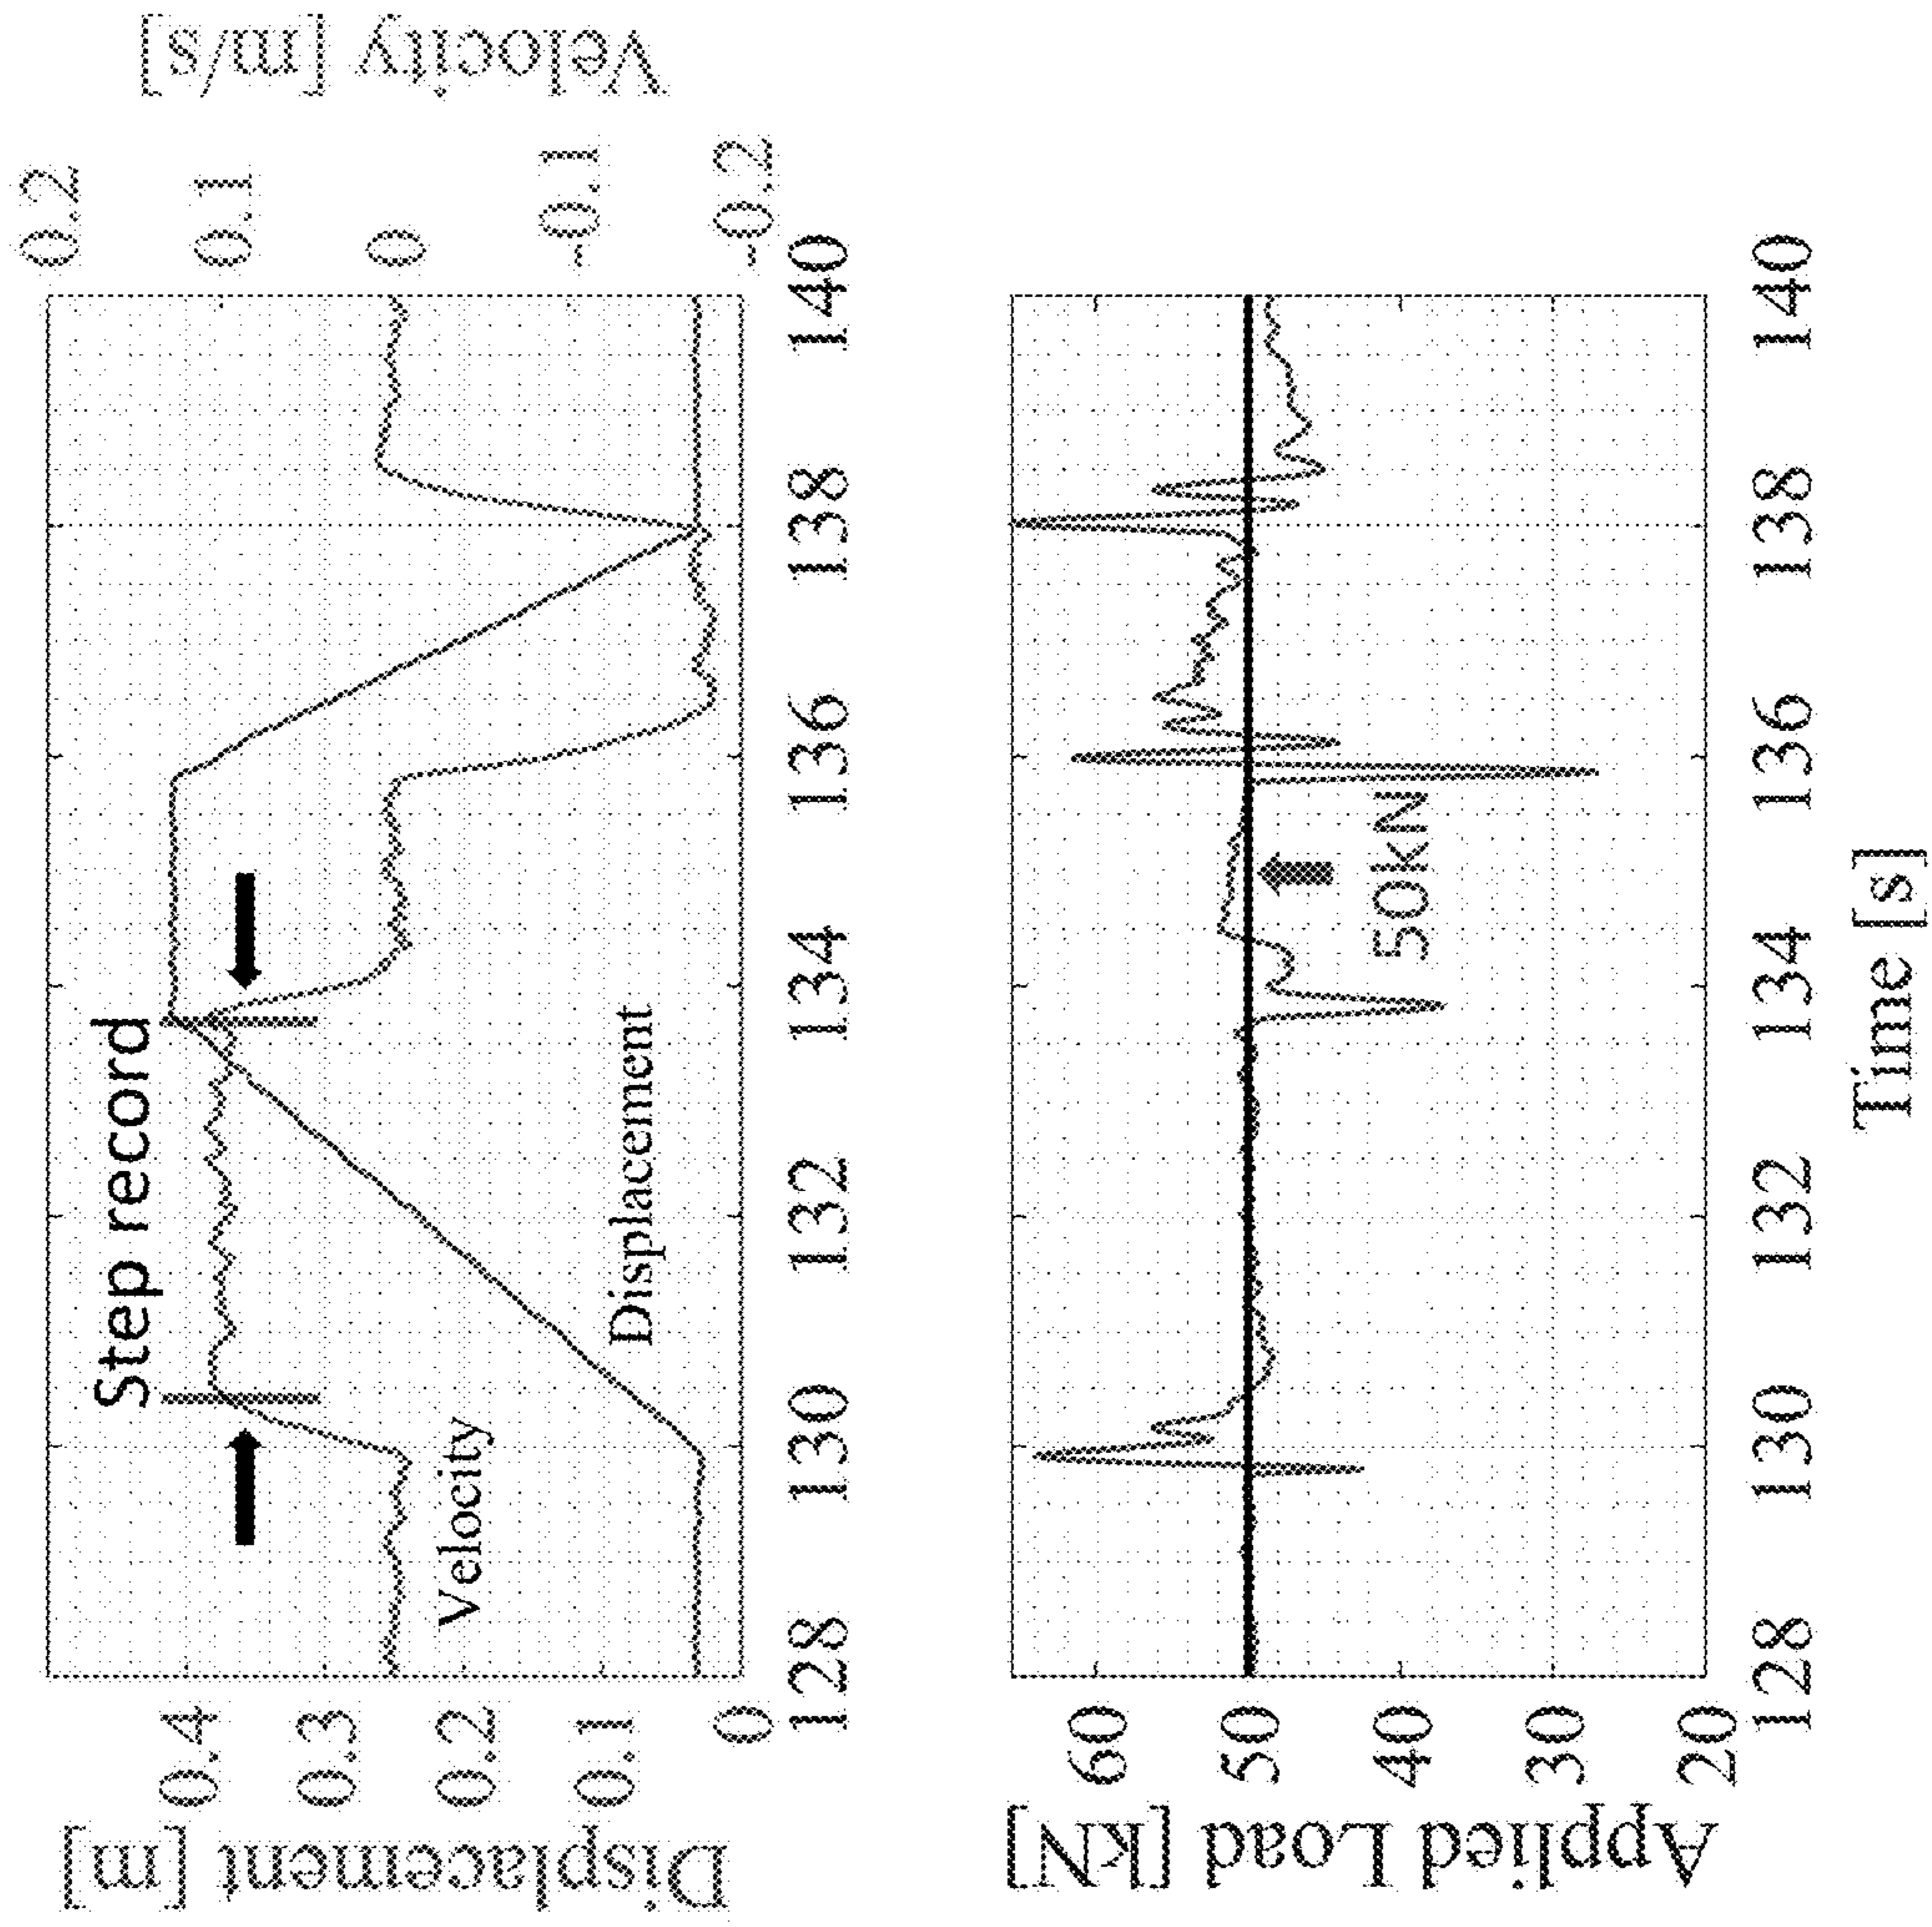 Step record
Velocity
Displacement
Displacement [m]
0.4
0.3
0.2
0.1
0
Velocity [m/s]
0.2
0.1
0
-0.1
-0.2
128 130 132 134 136 138 140
50kN
Applied Load [kN]
60
50
40
30
20
128 130 132 134 136 138 140
Time [s]